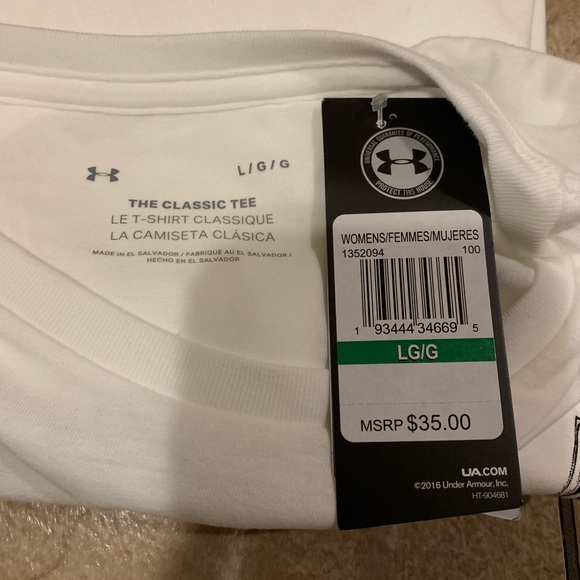 L/G/G
THE CLASSIC TEE
LE T-SHIRT CLASSIQUE
LA CAMISETA CLÁSICA
MADE IN EL SALVADOR / FABRIQUÉ AU EL SALVADOR /
HECHO EN EL SALVADOR
UNIVERSAL GUARANTEE OF PERFORMANCE
PROTECT THIS HOUSE
WOMENS/FEMMES/MUJERES
1352094 100
1 93444 34669 5
LG/G
MSRP $35.00
UA.COM
©2016 Under Armour, Inc.
HT-904681